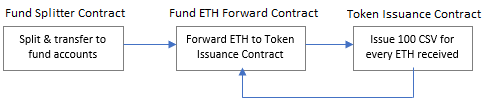 Fund Splitter Contract
Fund ETH Forward Contract
Token Issuance Contract
Split & transfer to
fund accounts
Forward ETH to Token
Issuance Contract
Issue 100 CSV for
every ETH received